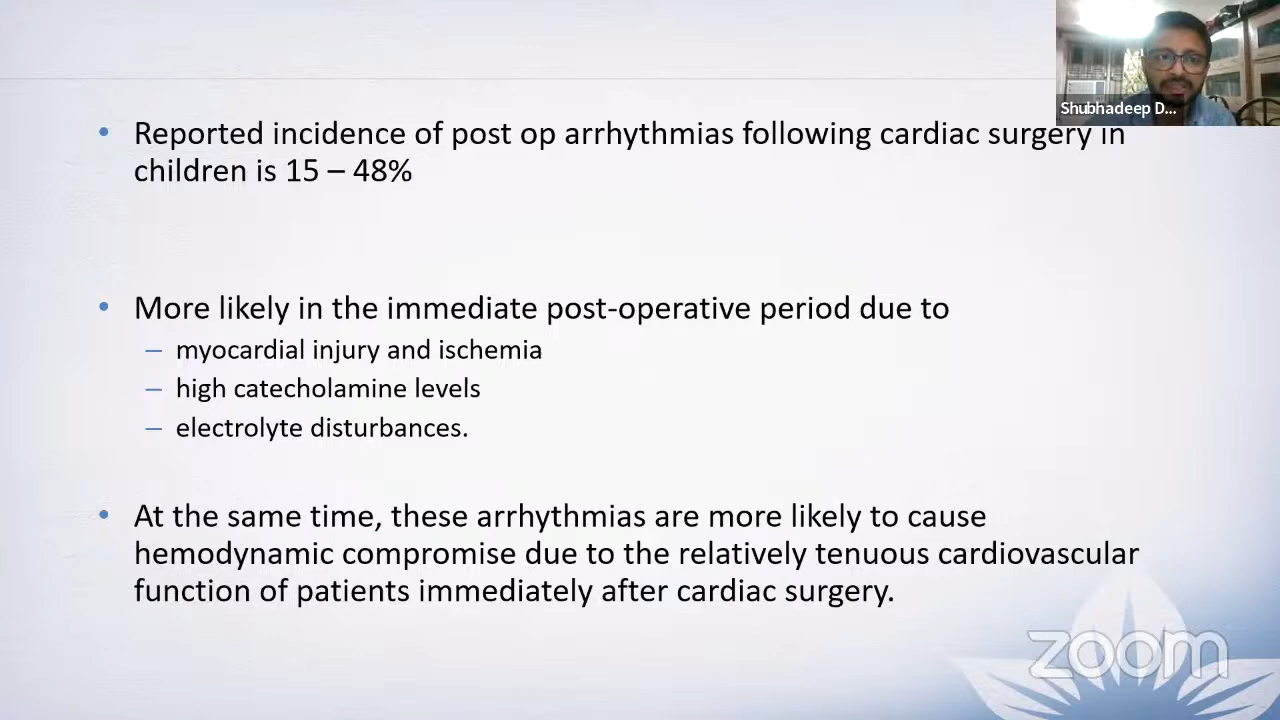 Shubhadeep D...
• Reported incidence of post op arrhythmias following cardiac surgery in
children is 15 – 48%
• More likely in the immediate post-operative period due to
– myocardial injury and ischemia
– high catecholamine levels
– electrolyte disturbances.
• At the same time, these arrhythmias are more likely to cause
hemodynamic compromise due to the relatively tenuous cardiovascular
function of patients immediately after cardiac surgery.
zoom